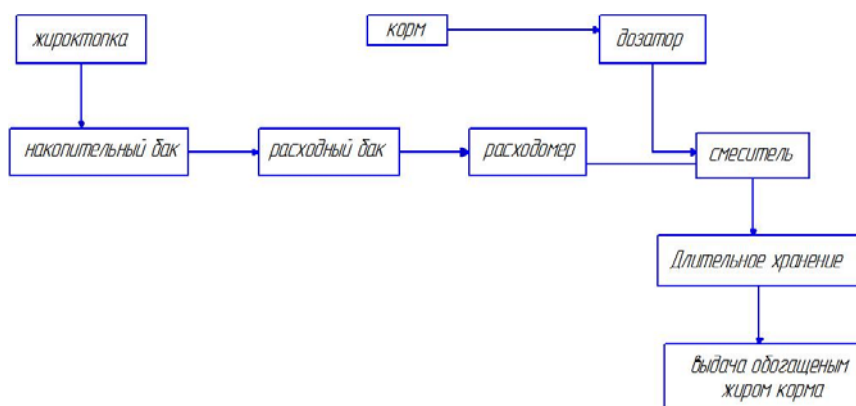 жироктопка
корм
дозатор
накопительный бак
расходный бак
расходомер
смеситель
Длительное хранение
выдача обогащеным
жиром корма